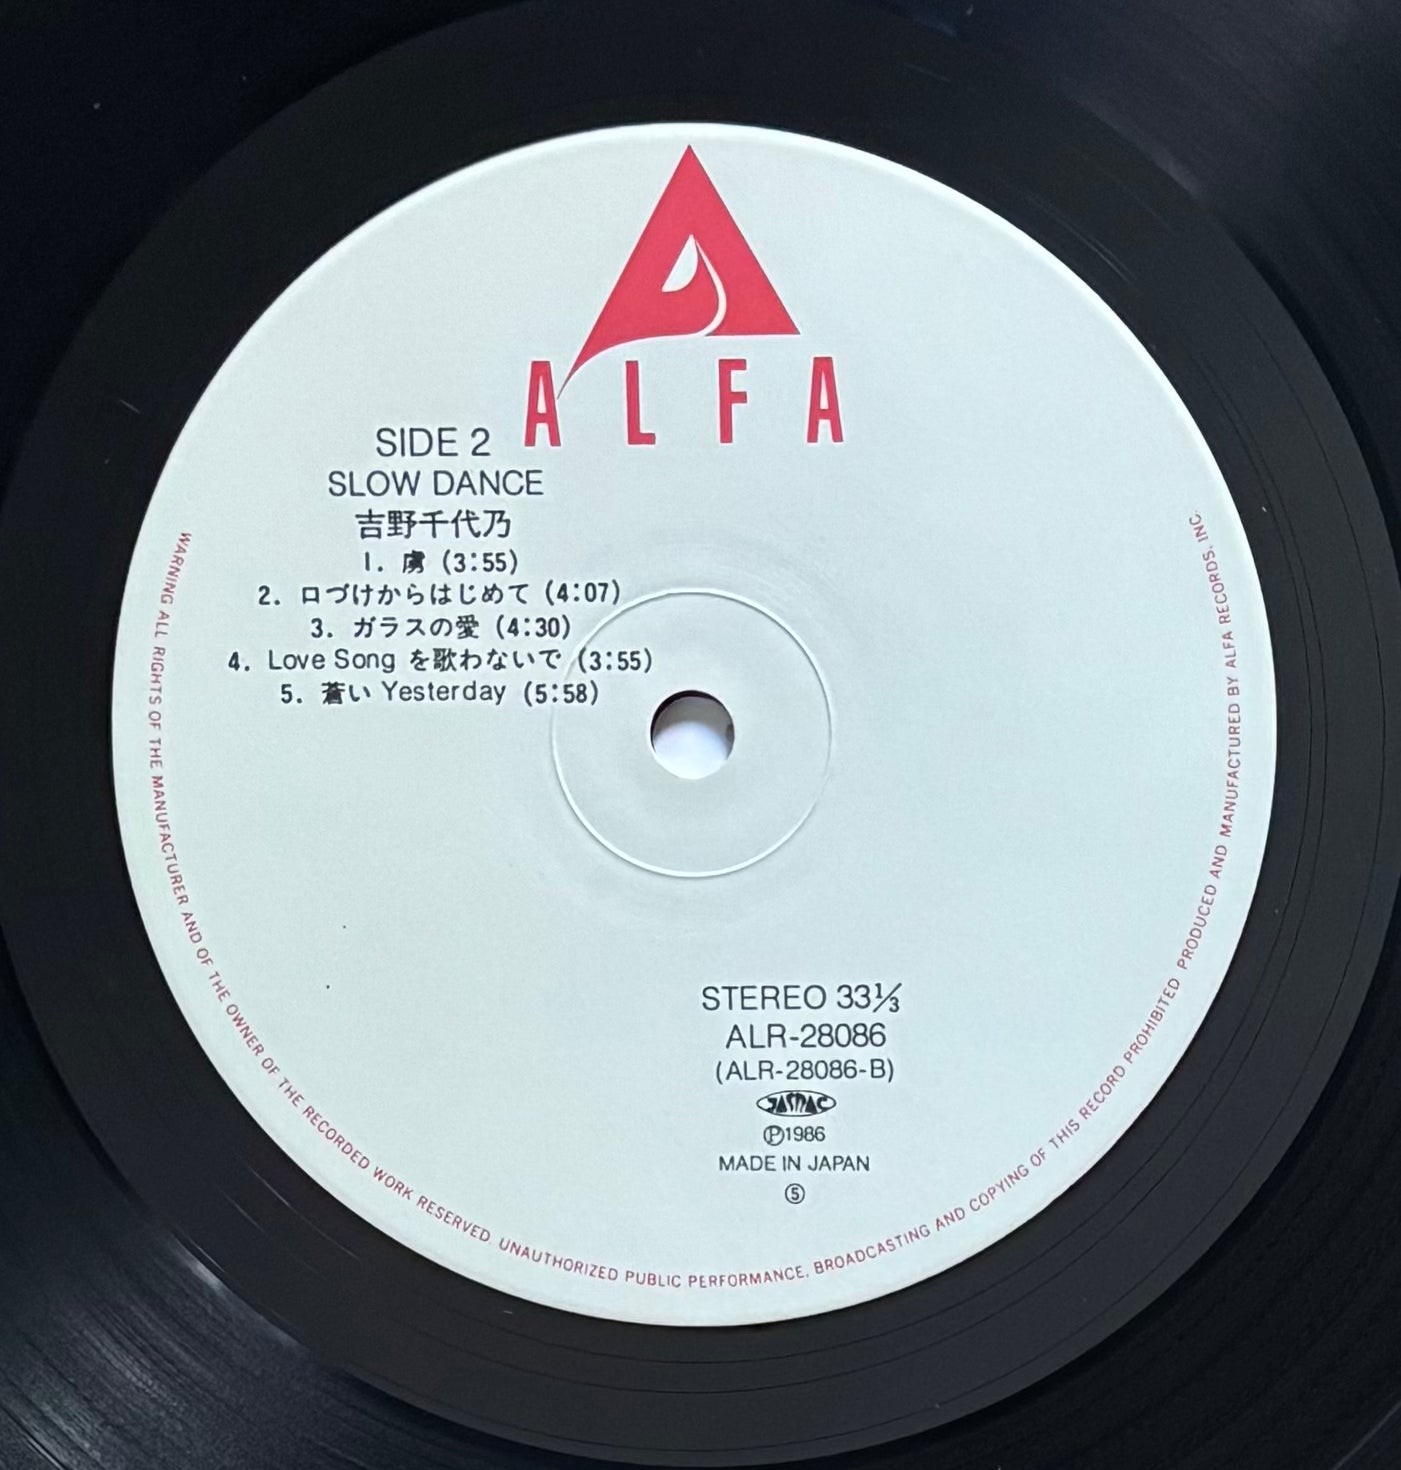 ALFA
SIDE 2
SLOW DANCE
吉野千代乃
1. 虜 (3:55)
2. 口づけからはじめて (4:07)
3. ガラスの愛 (4:30)
4. Love Song を歌わないで (3:55)
5. 蒼い Yesterday (5:58)
STEREO 33⅓
ALR-28086
(ALR-28086-B)
JASRAC
Ⓟ1986
MADE IN JAPAN
⑤
WARNING ALL RIGHTS OF THE MANUFACTURER AND OF THE OWNER OF THE RECORDED WORK RESERVED. UNAUTHORIZED PUBLIC PERFORMANCE, BROADCASTING AND COPYING OF THIS RECORD PROHIBITED PRODUCED AND MANUFACTURED BY ALFA RECORDS, INC.